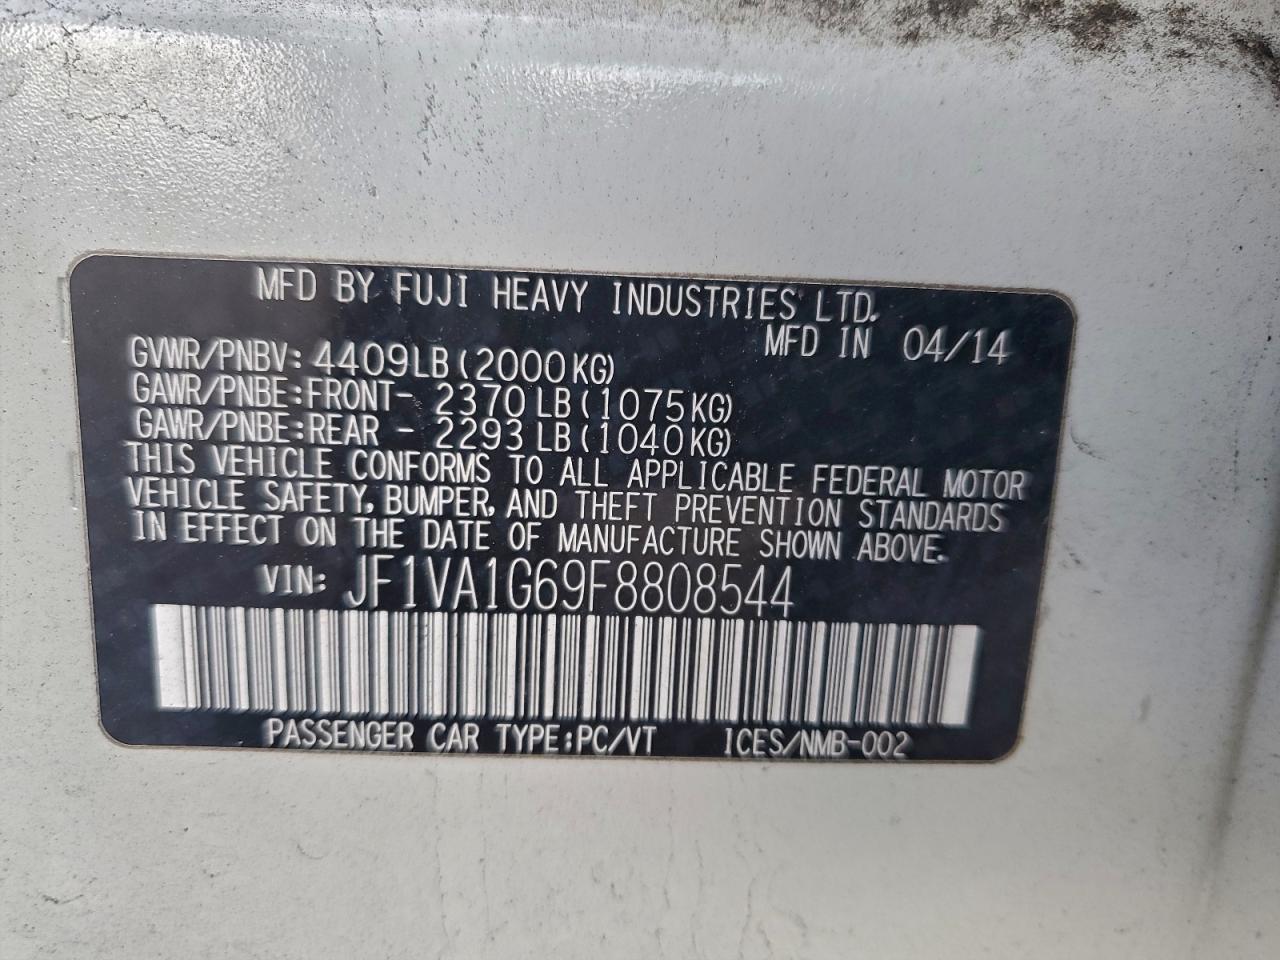 MFD BY FUJI HEAVY INDUSTRIES LTD.
MFD IN 04/14
GVWR/PNBV: 4409LB(2000KG)
GAWR/PNBE:FRONT- 2370LB(1075KG)
GAWR/PNBE:REAR - 2293LB(1040KG)
THIS VEHICLE CONFORMS TO ALL APPLICABLE FEDERAL MOTOR
VEHICLE SAFETY, BUMPER, AND THEFT PREVENTION STANDARDS
IN EFFECT ON THE DATE OF MANUFACTURE SHOWN ABOVE.
VIN: JF1VA1G69F8808544
PASSENGER CAR TYPE:PC/VT ICES/NMB-002